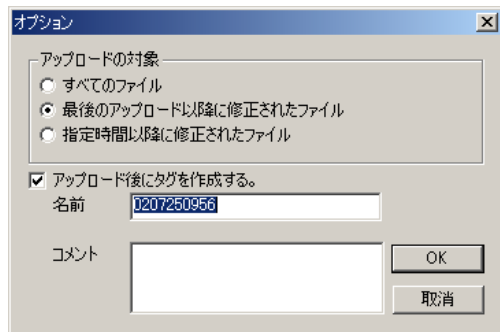 オプション
アップロードの対象
すべてのファイル
最後のアップロード以降に修正されたファイル
指定時間以降に修正されたファイル
アップロード後にタグを作成する。
名前 0207250956
コメント
OK
取消